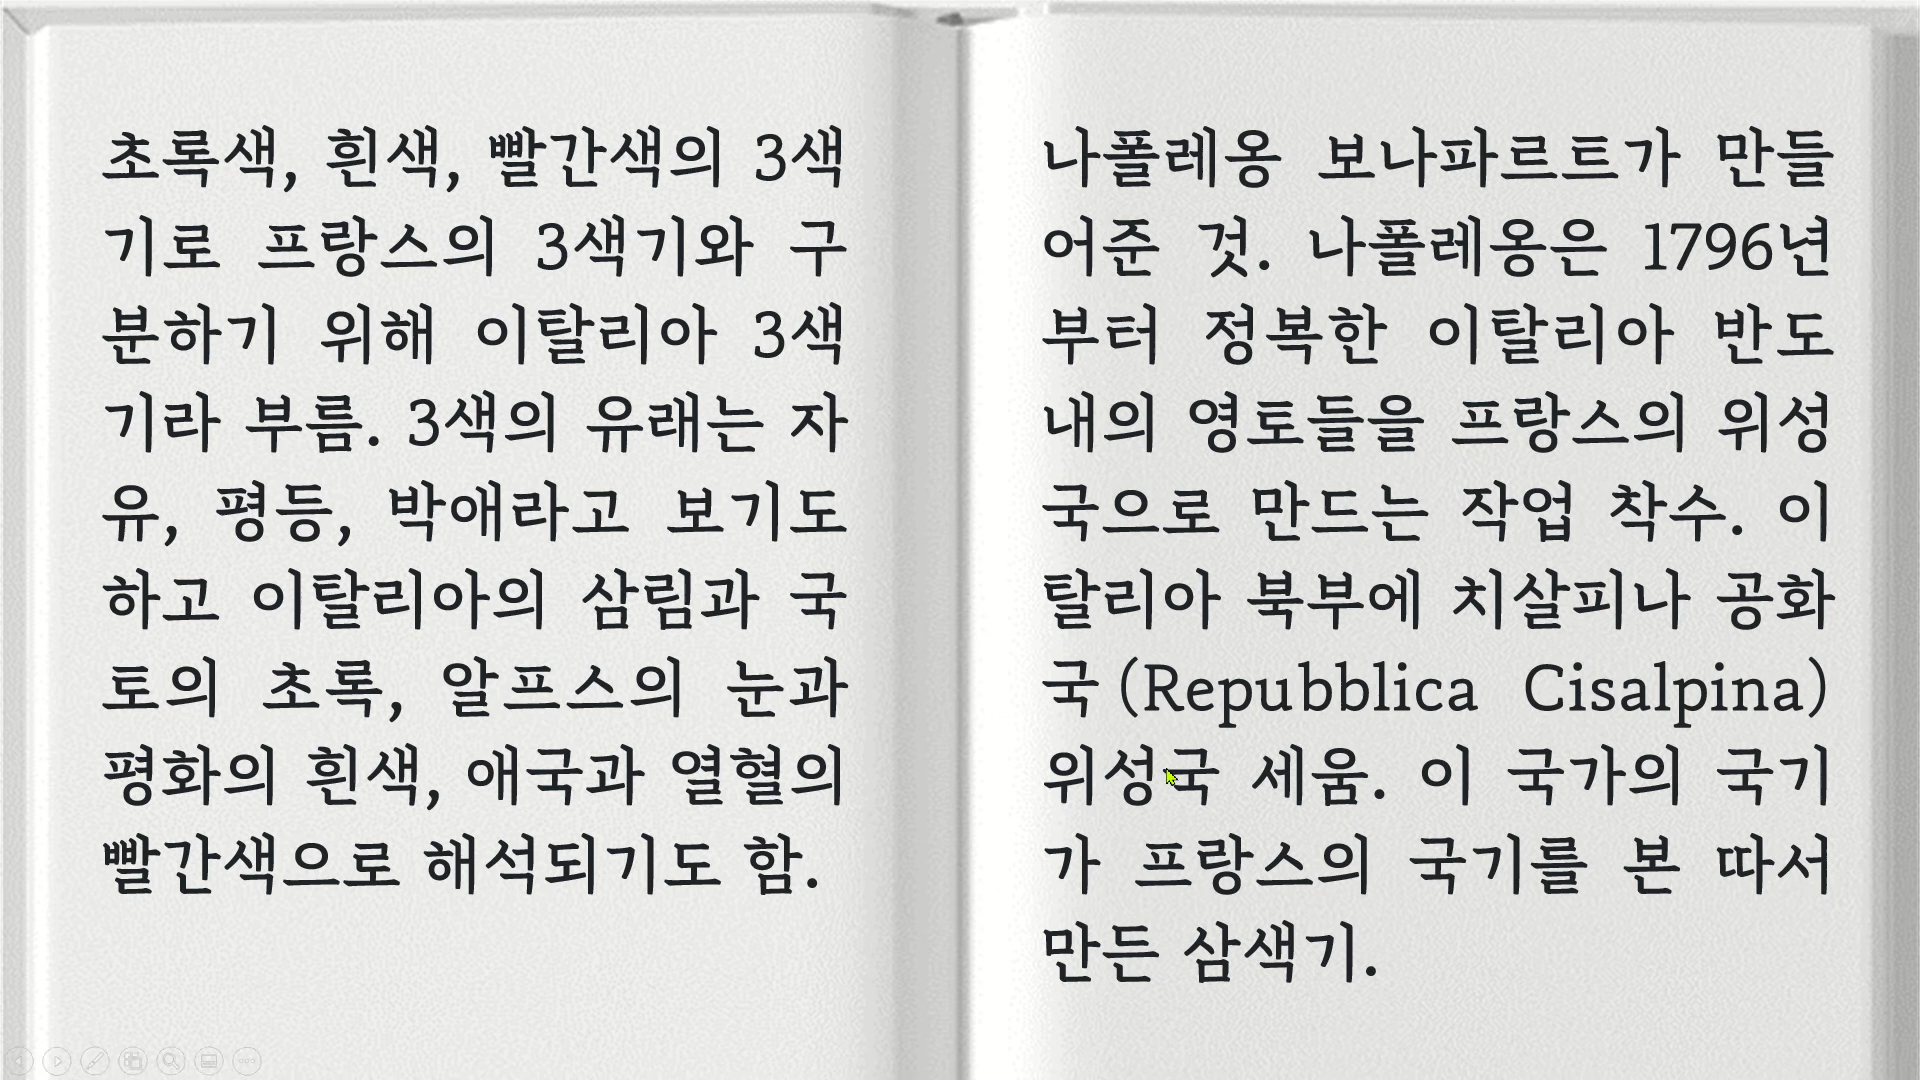 초록색, 흰색, 빨간색의 3색
기로 프랑스의 3색기와 구
분하기 위해 이탈리아 3색
기라 부름. 3색의 유래는 자
유, 평등, 박애라고 보기도
하고 이탈리아의 삼림과 국
토의 초록, 알프스의 눈과
평화의 흰색, 애국과 열혈의
빨간색으로 해석되기도 함.
나폴레옹 보나파르트가 만들
어준 것. 나폴레옹은 1796년
부터 정복한 이탈리아 반도
내의 영토들을 프랑스의 위성
국으로 만드는 작업 착수. 이
탈리아 북부에 치살피나 공화
국(Repubblica Cisalpina)
위성국 세움. 이 국가의 국기
가 프랑스의 국기를 본 따서
만든 삼색기.